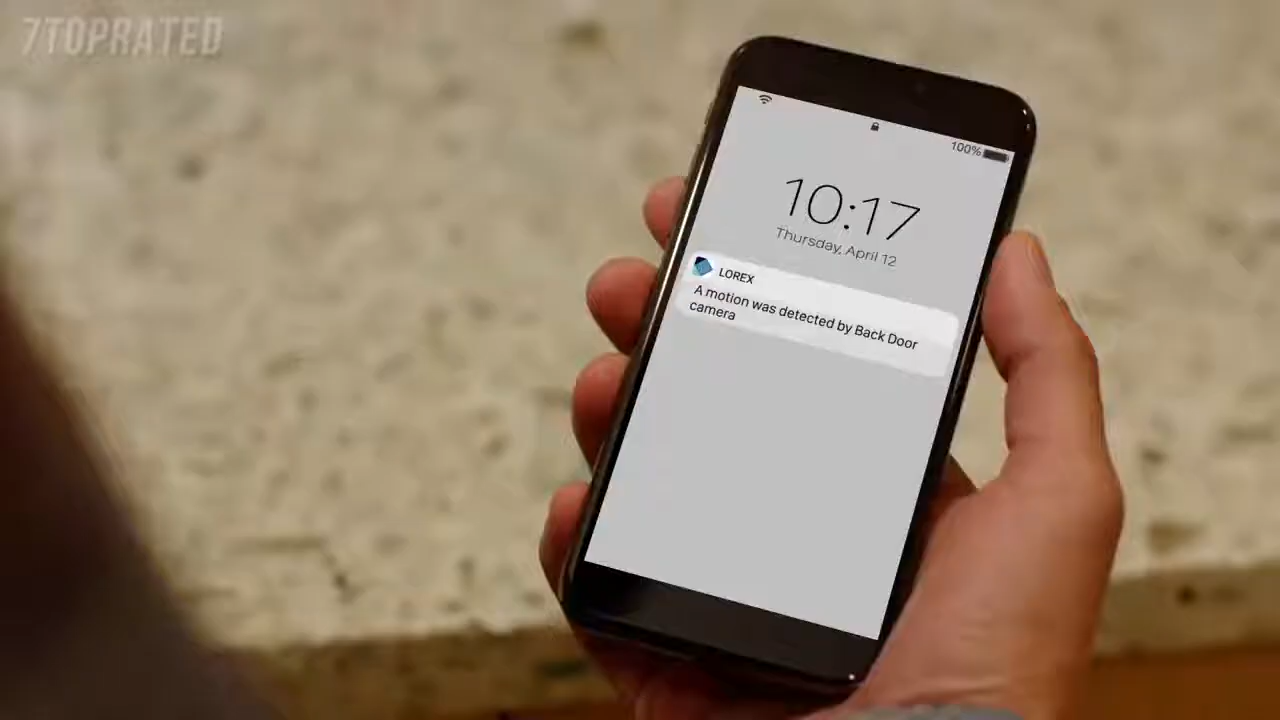 7TOPRATED
100%
10:17
Thursday, April 12
LOREX
A motion was detected by Back Door
camera